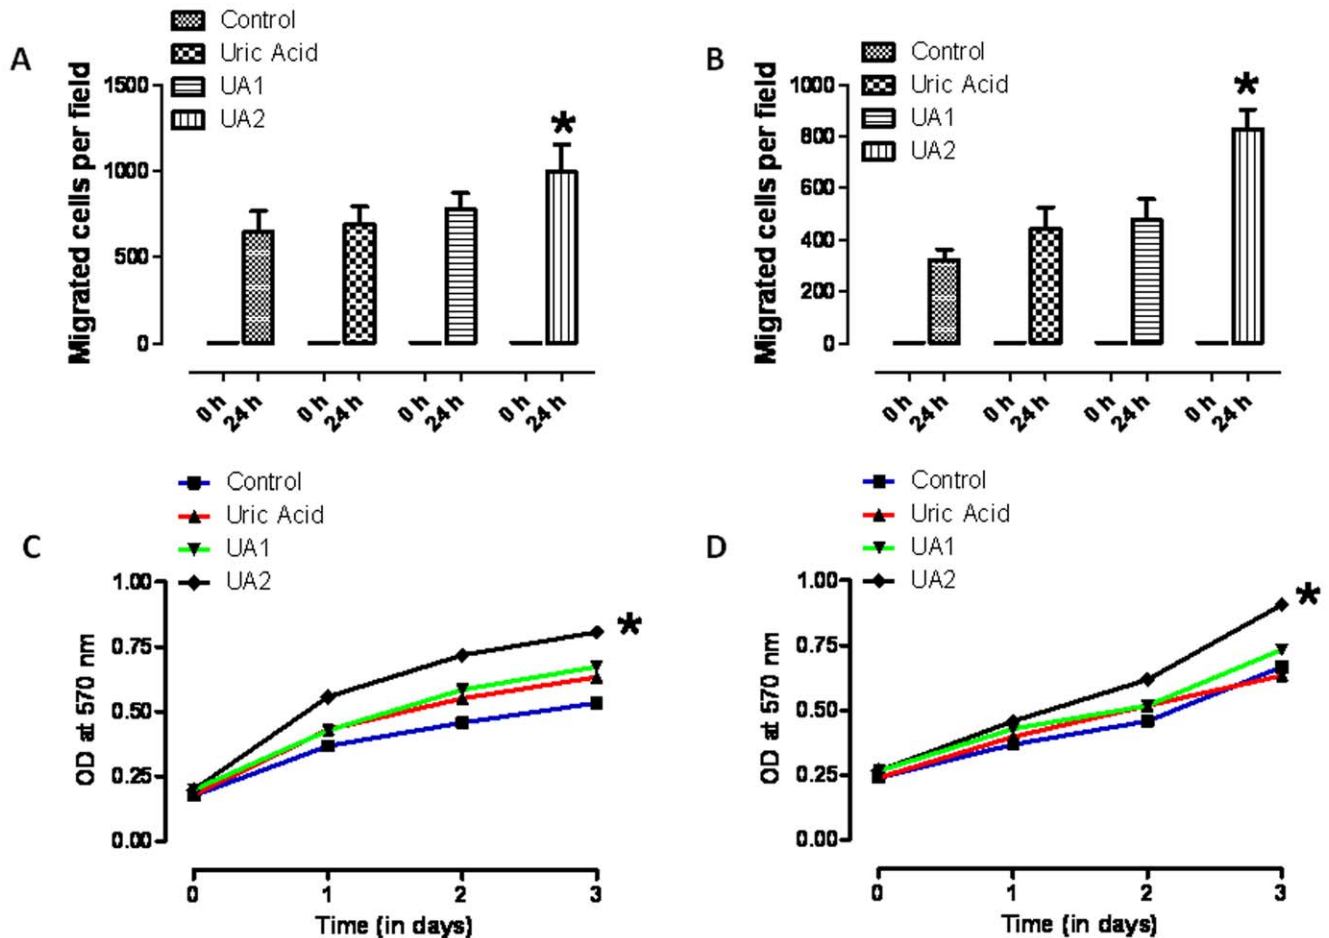 A
Control
Uric Acid
UA1
UA2
Migrated cells per field
1500
1000
500
0
0 h
24 h
0 h
24 h
0 h
24 h
0 h
24 h
*
B
Control
Uric Acid
UA1
UA2
Migrated cells per field
1000
800
600
400
200
0
0 h
24 h
0 h
24 h
0 h
24 h
0 h
24 h
*
C
Control
Uric Acid
UA1
UA2
OD at 570 nm
1.00
0.75
0.50
0.25
0.00
*
0 1 2 3
Time (in days)
D
Control
Uric Acid
UA1
UA2
OD at 570 nm
1.00
0.75
0.50
0.25
0.00
*
0 1 2 3
Time (in days)